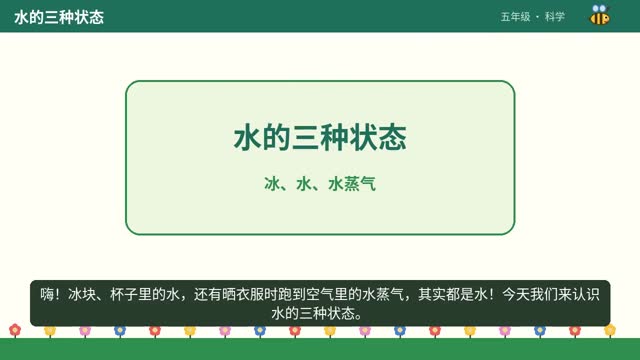 水的三种状态
五年级 · 科学
水的三种状态
冰、水、水蒸气
嗨！冰块、杯子里的水，还有晒衣服时跑到空气里的水蒸气，其实都是水！今天我们来认识
水的三种状态。